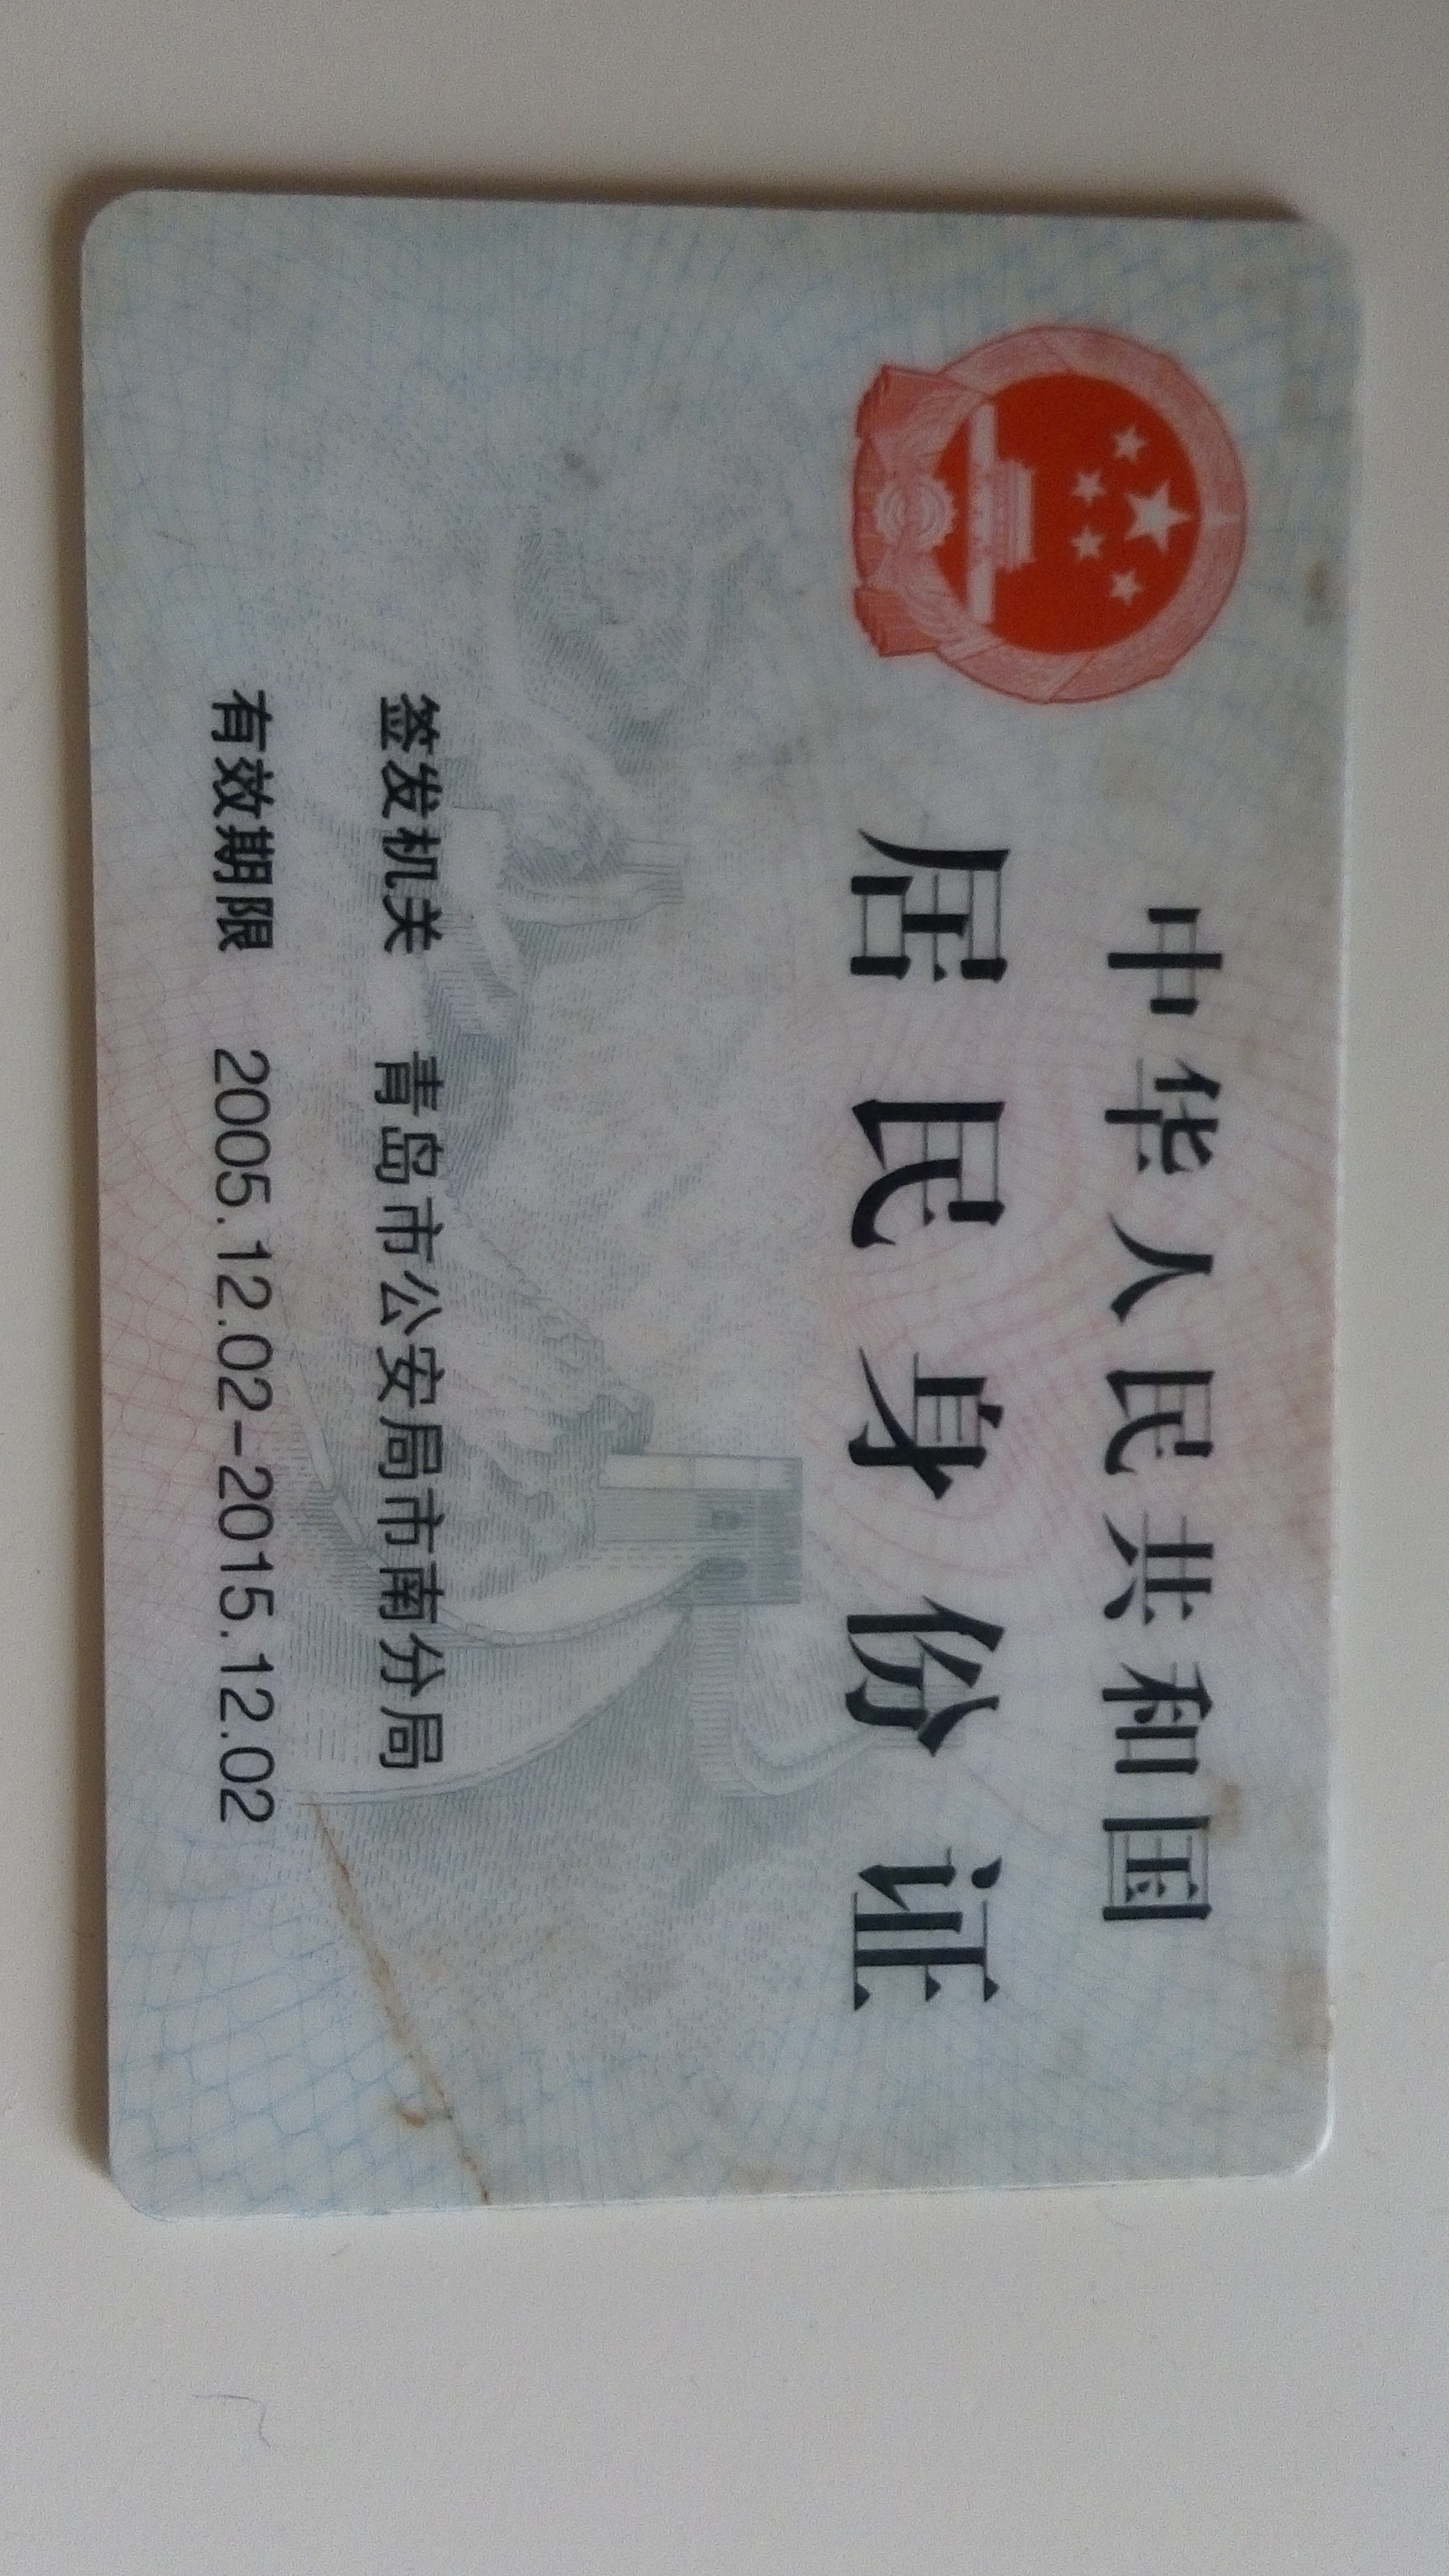 中华人民共和国
居民身份证
签发机关 青岛市公安局市南分局
有效期限 2005.12.02-2015.12.02